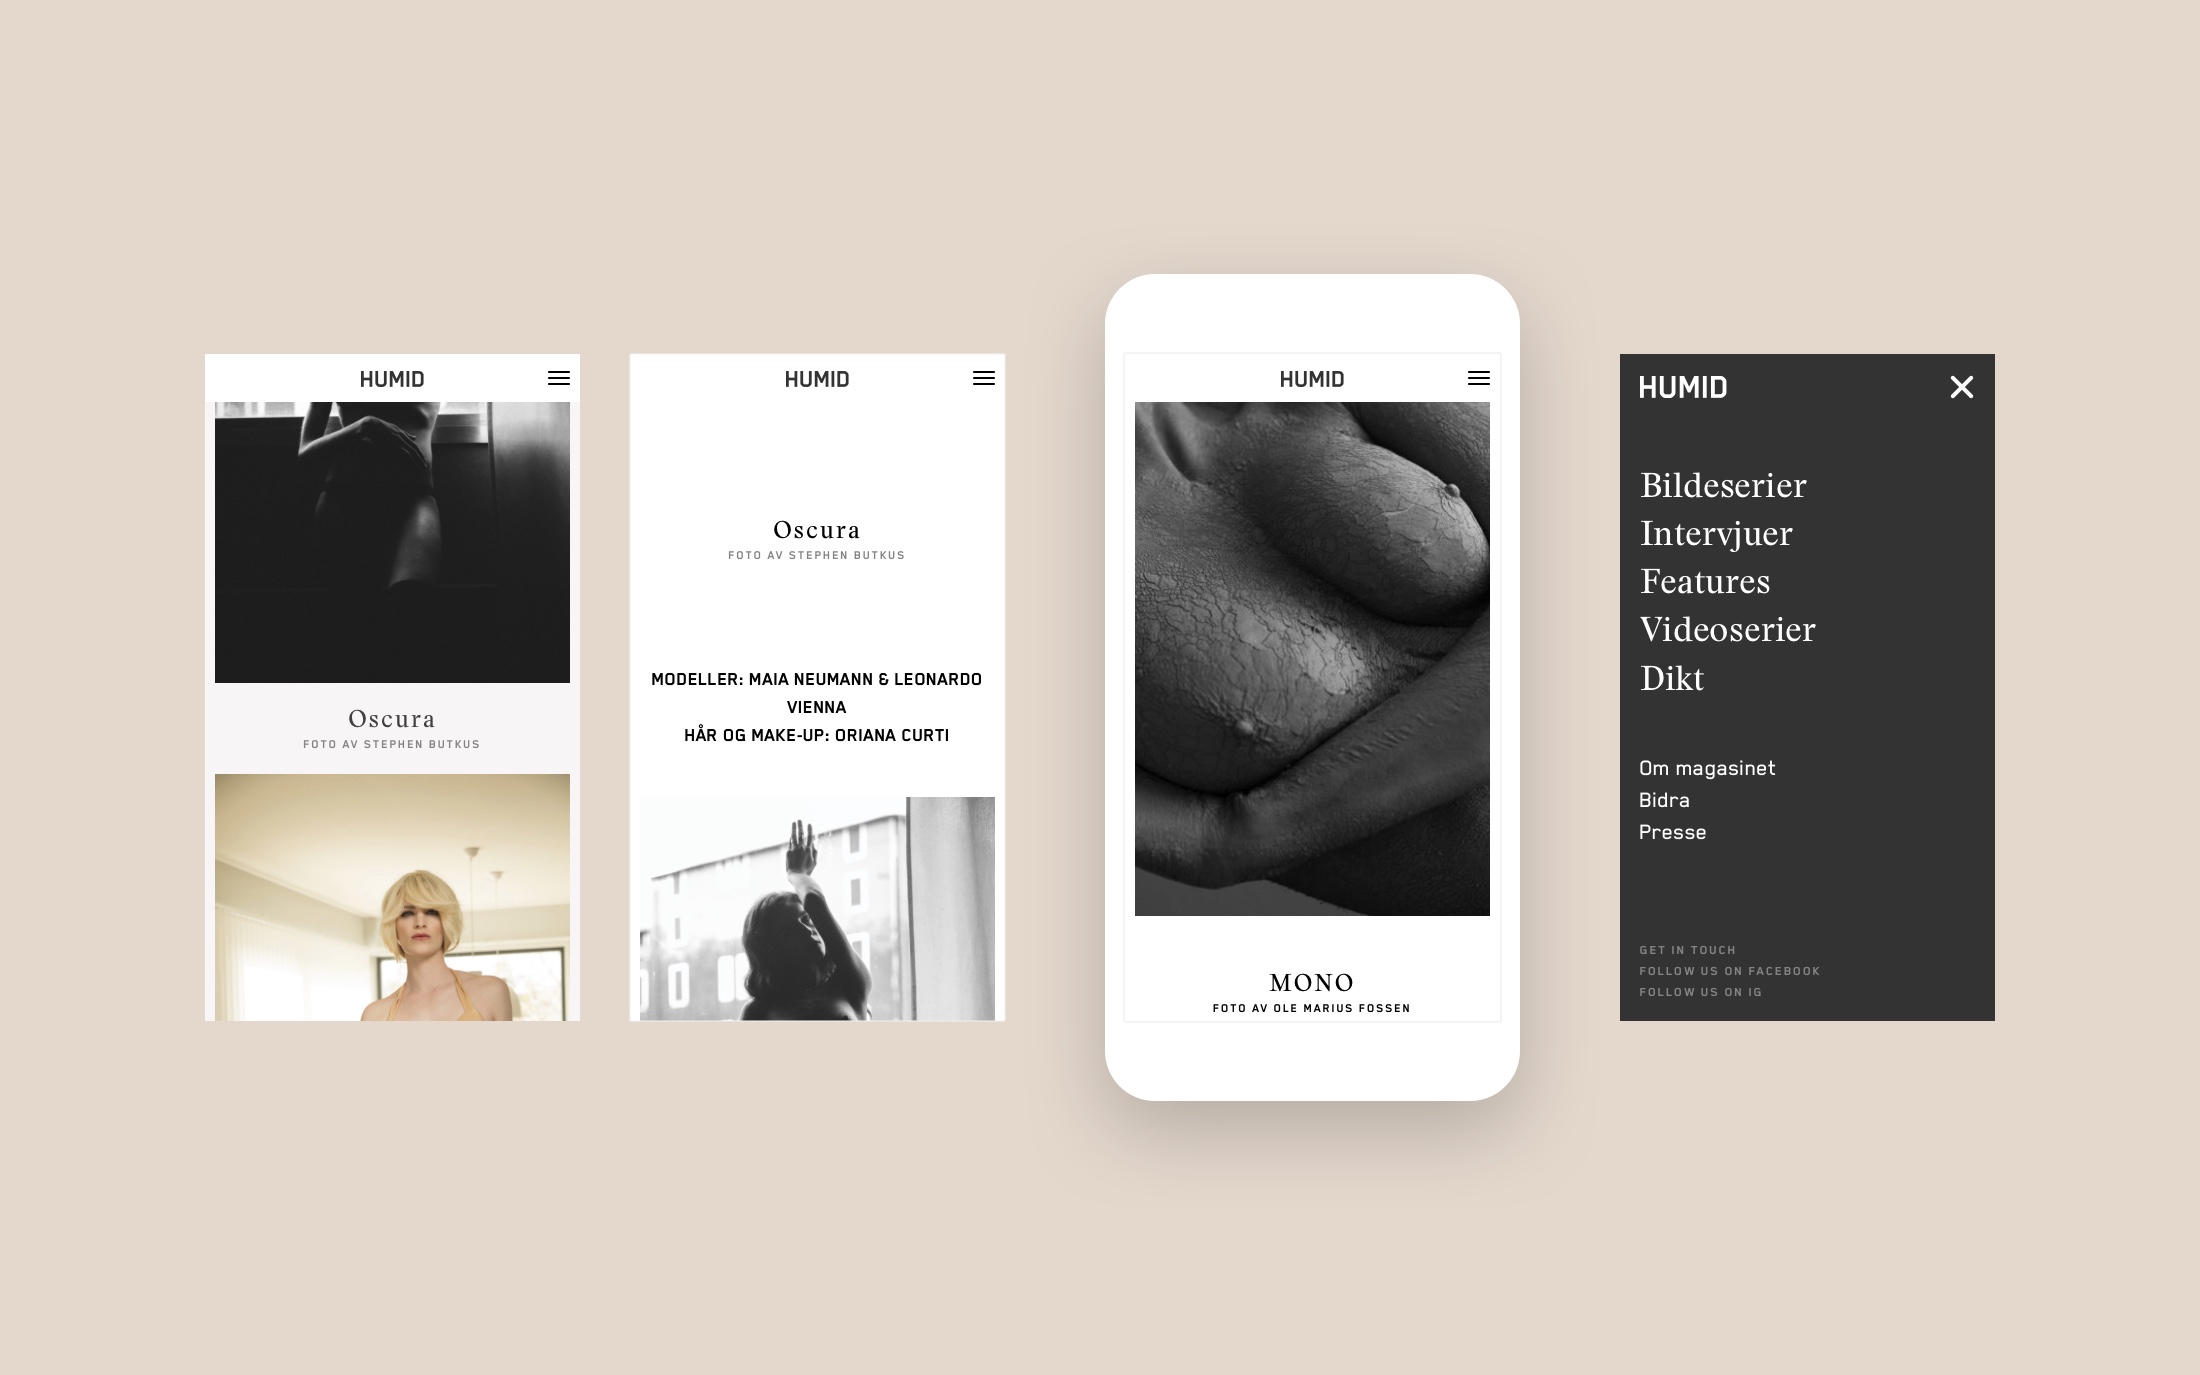 HUMID
Oscura
FOTO AV STEPHEN BUTKUS
HUMID
Oscura
FOTO AV STEPHEN BUTKUS
MODELLER: MAIA NEUMANN & LEONARDO
VIENNA
HÅR OG MAKE-UP: ORIANA CURTI
HUMID
MONO
FOTO AV OLE MARIUS FOSSEN
HUMID
Bildeserier
Intervjuer
Features
Videoserier
Dikt
Om magasinet
Bidra
Presse
GET IN TOUCH
FOLLOW US ON FACEBOOK
FOLLOW US ON IG